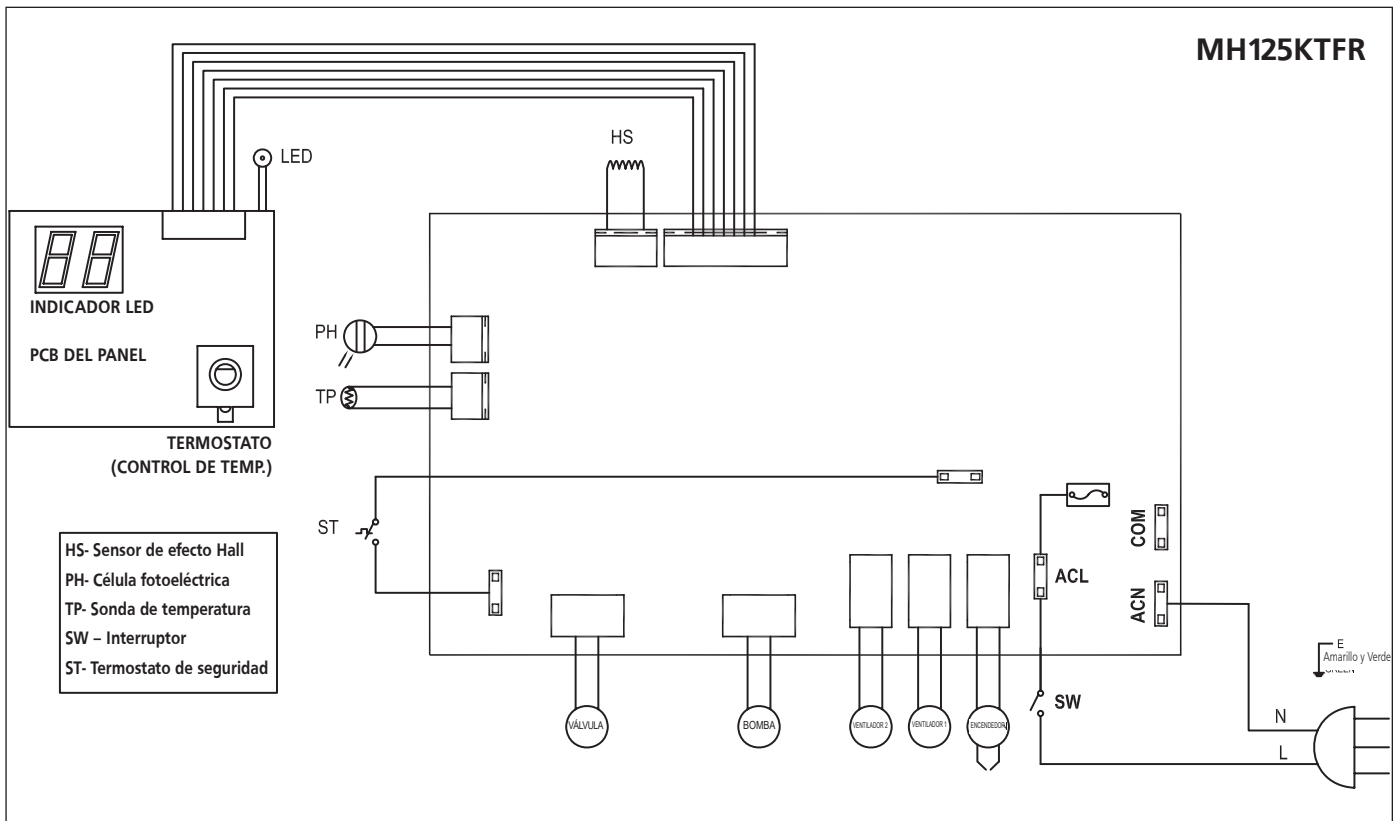 MH125KTFR
HS
LED
INDICADOR LED
PCB DEL PANEL
PH
TP
TERMOSTATO
(CONTROL DE TEMP.)
ST
HS- Sensor de efecto Hall
PH- Célula fotoeléctrica
TP- Sonda de temperatura
SW – Interruptor
ST- Termostato de seguridad
COM
ACL
ACN
E
Amarillo y Verde
SW
VÁLVULA
BOMBA
VENTILADOR 2
VENTILADOR 1
ENCENDEDOR
N
L